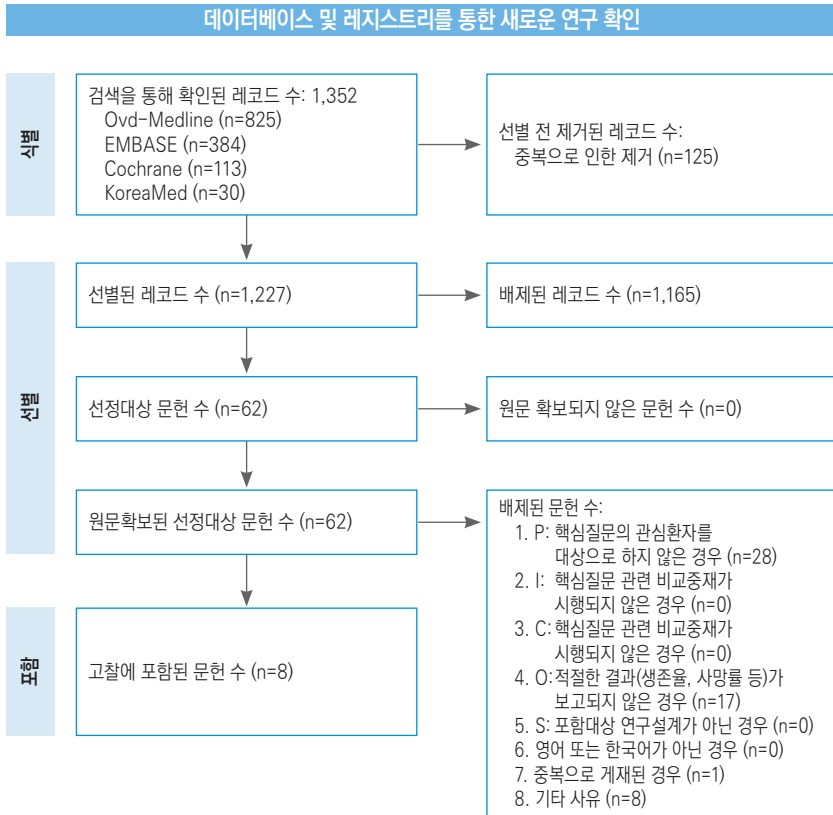 데이터베이스 및 레지스트리를 통한 새로운 연구 확인
식별
검색을 통해 확인된 레코드 수: 1,352
Ovd-Medline (n=825)
EMBASE (n=384)
Cochrane (n=113)
KoreaMed (n=30)
선별 전 제거된 레코드 수:
중복으로 인한 제거 (n=125)
선별
선별된 레코드 수 (n=1,227)
배제된 레코드 수 (n=1,165)
선정대상 문헌 수 (n=62)
원문 확보되지 않은 문헌 수 (n=0)
원문확보된 선정대상 문헌 수 (n=62)
배제된 문헌 수:
1. P: 핵심질문의 관심환자를
대상으로 하지 않은 경우 (n=28)
2. I: 핵심질문 관련 비교중재가
시행되지 않은 경우 (n=0)
3. C: 핵심질문 관련 비교중재가
시행되지 않은 경우 (n=0)
4. O:적절한 결과(생존율, 사망률 등)가
보고되지 않은 경우 (n=17)
5. S: 포함대상 연구설계가 아닌 경우 (n=0)
6. 영어 또는 한국어가 아닌 경우 (n=0)
7. 중복으로 게재된 경우 (n=1)
8. 기타 사유 (n=8)
포함
고찰에 포함된 문헌 수 (n=8)